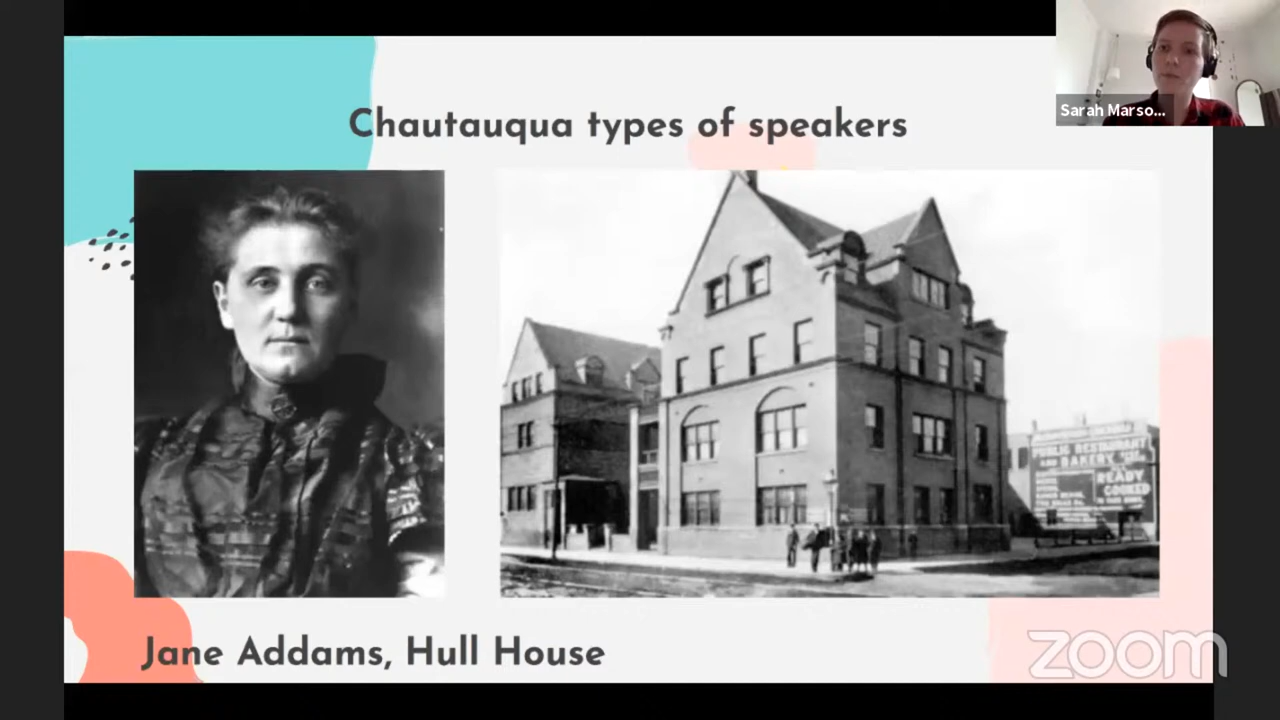 Chautauqua types of speakers
Sarah Marso...
PUBLIC RESTAURANT
AND BAKERY
READY
COOKED
Jane Addams, Hull House
zoom